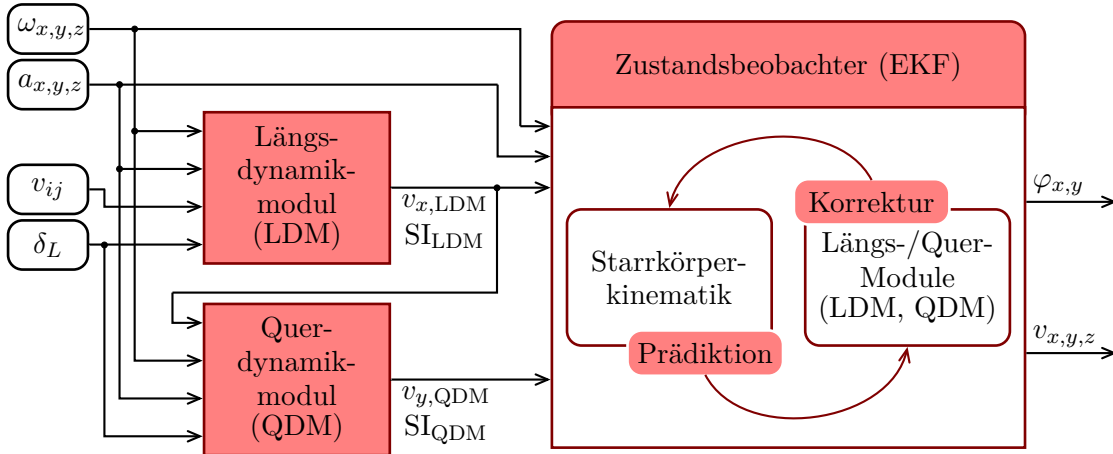 ω_{x,y,z}
a_{x,y,z}
v_{ij}
δ_L
Längs-
dynamik-
modul
(LDM)
v_{x,LDM}
SI_{LDM}
Quer-
dynamik-
modul
(QDM)
v_{y,QDM}
SI_{QDM}
Zustandsbeobachter (EKF)
Starrkörper-
kinematik
Prädiktion
Korrektur
Längs-/Quer-
Module
(LDM, QDM)
φ_{x,y}
v_{x,y,z}